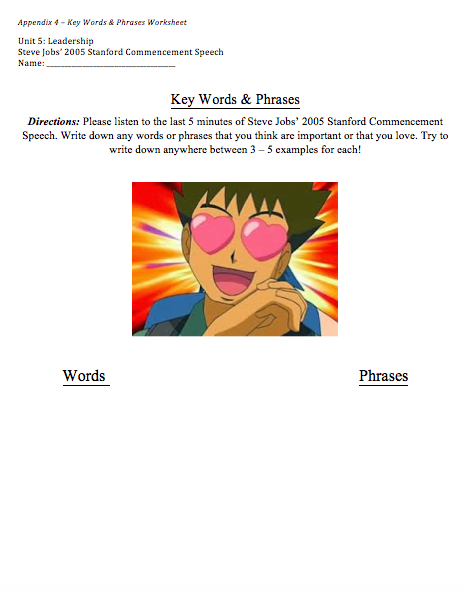 Appendix 4 – Key Words & Phrases Worksheet
Unit 5: Leadership
Steve Jobs' 2005 Stanford Commencement Speech
Name: ___________________________________
Key Words & Phrases
Directions: Please listen to the last 5 minutes of Steve Jobs' 2005 Stanford Commencement
Speech. Write down any words or phrases that you think are important or that you love. Try to
write down anywhere between 3 – 5 examples for each!
Words
Phrases